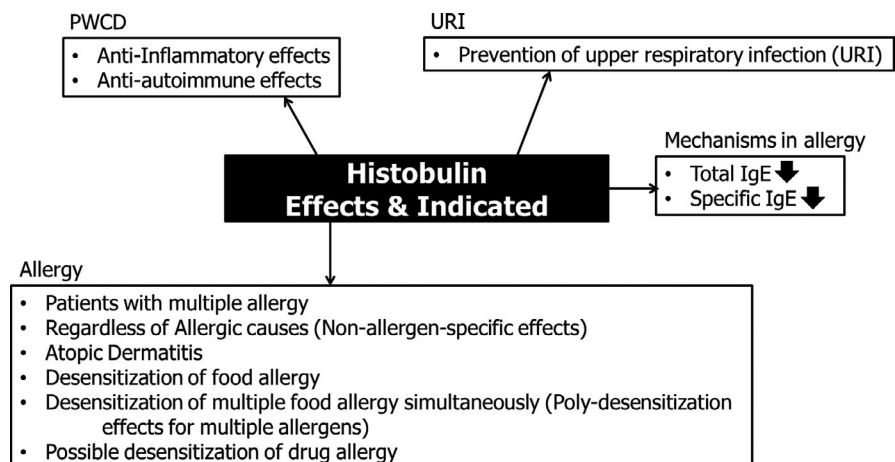 PWCD
• Anti-Inflammatory effects
• Anti-autoimmune effects
URI
• Prevention of upper respiratory infection (URI)
Histobulin
Effects & Indicated
Mechanisms in allergy
• Total IgE
• Specific IgE
Allergy
• Patients with multiple allergy
• Regardless of Allergic causes (Non-allergen-specific effects)
• Atopic Dermatitis
• Desensitization of food allergy
• Desensitization of multiple food allergy simultaneously (Poly-desensitization
effects for multiple allergens)
• Possible desensitization of drug allergy